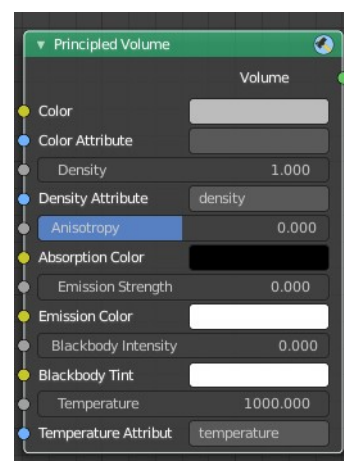 Principled Volume
Volume
Color
Color Attribute
Density 1.000
Density Attribute density
Anisotropy 0.000
Absorption Color
Emission Strength 0.000
Emission Color
Blackbody Intensity 0.000
Blackbody Tint
Temperature 1000.000
Temperature Attribut temperature